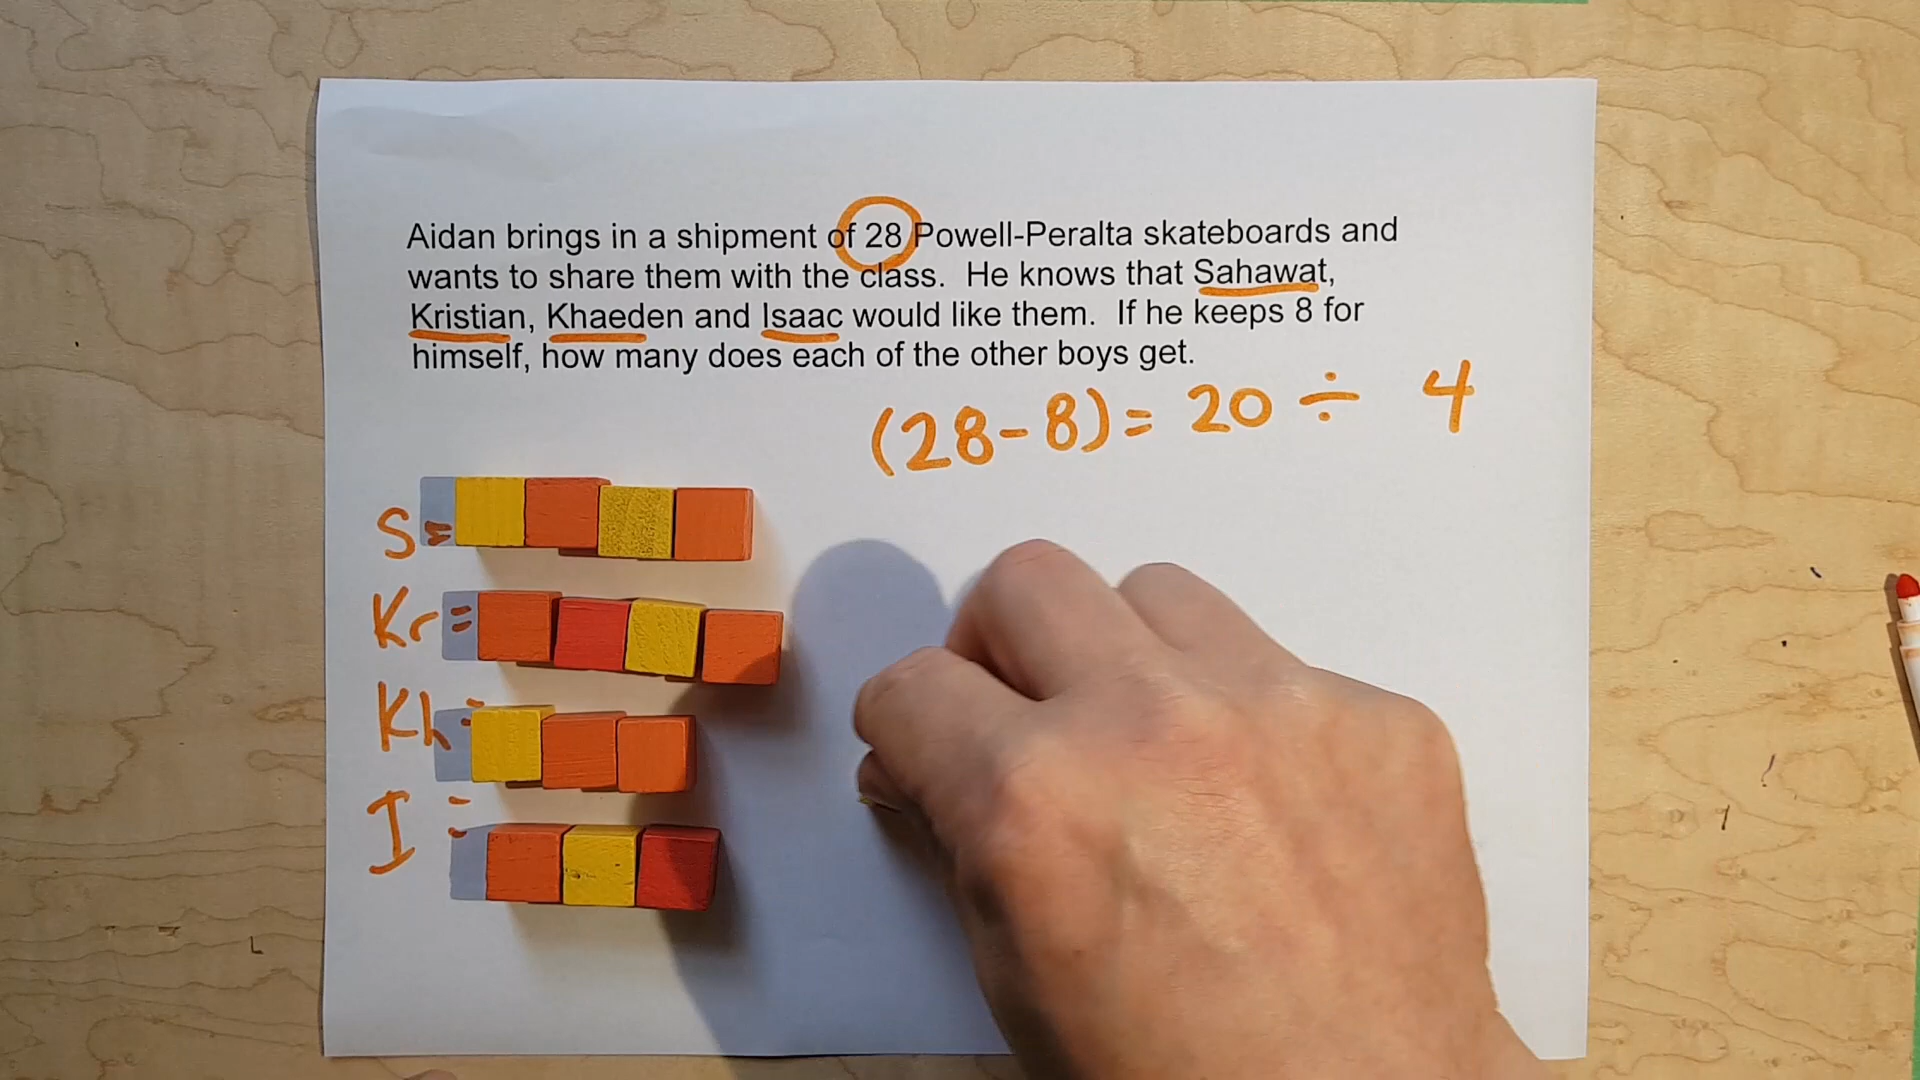 Aidan brings in a shipment of 28 Powell-Peralta skateboards and
wants to share them with the class. He knows that Sahawat,
Kristian, Khaeden and Isaac would like them. If he keeps 8 for
himself, how many does each of the other boys get.
(28-8)= 20 ÷ 4
S=
Kr=
Kh=
I =